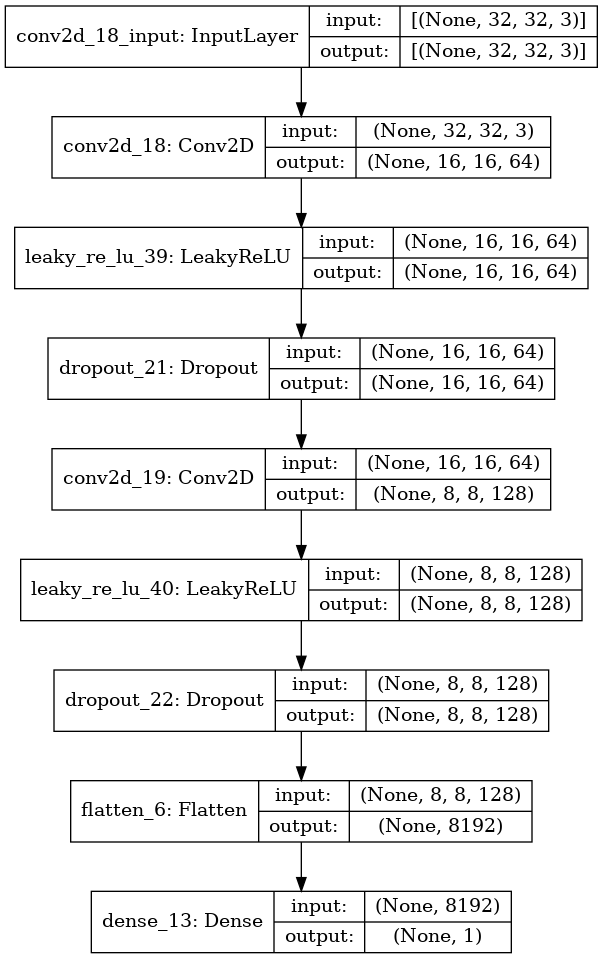 conv2d_18_input: InputLayer
input: [(None, 32, 32, 3)]
output: [(None, 32, 32, 3)]
conv2d_18: Conv2D
input: (None, 32, 32, 3)
output: (None, 16, 16, 64)
leaky_re_lu_39: LeakyReLU
input: (None, 16, 16, 64)
output: (None, 16, 16, 64)
dropout_21: Dropout
input: (None, 16, 16, 64)
output: (None, 16, 16, 64)
conv2d_19: Conv2D
input: (None, 16, 16, 64)
output: (None, 8, 8, 128)
leaky_re_lu_40: LeakyReLU
input: (None, 8, 8, 128)
output: (None, 8, 8, 128)
dropout_22: Dropout
input: (None, 8, 8, 128)
output: (None, 8, 8, 128)
flatten_6: Flatten
input: (None, 8, 8, 128)
output: (None, 8192)
dense_13: Dense
input: (None, 8192)
output: (None, 1)